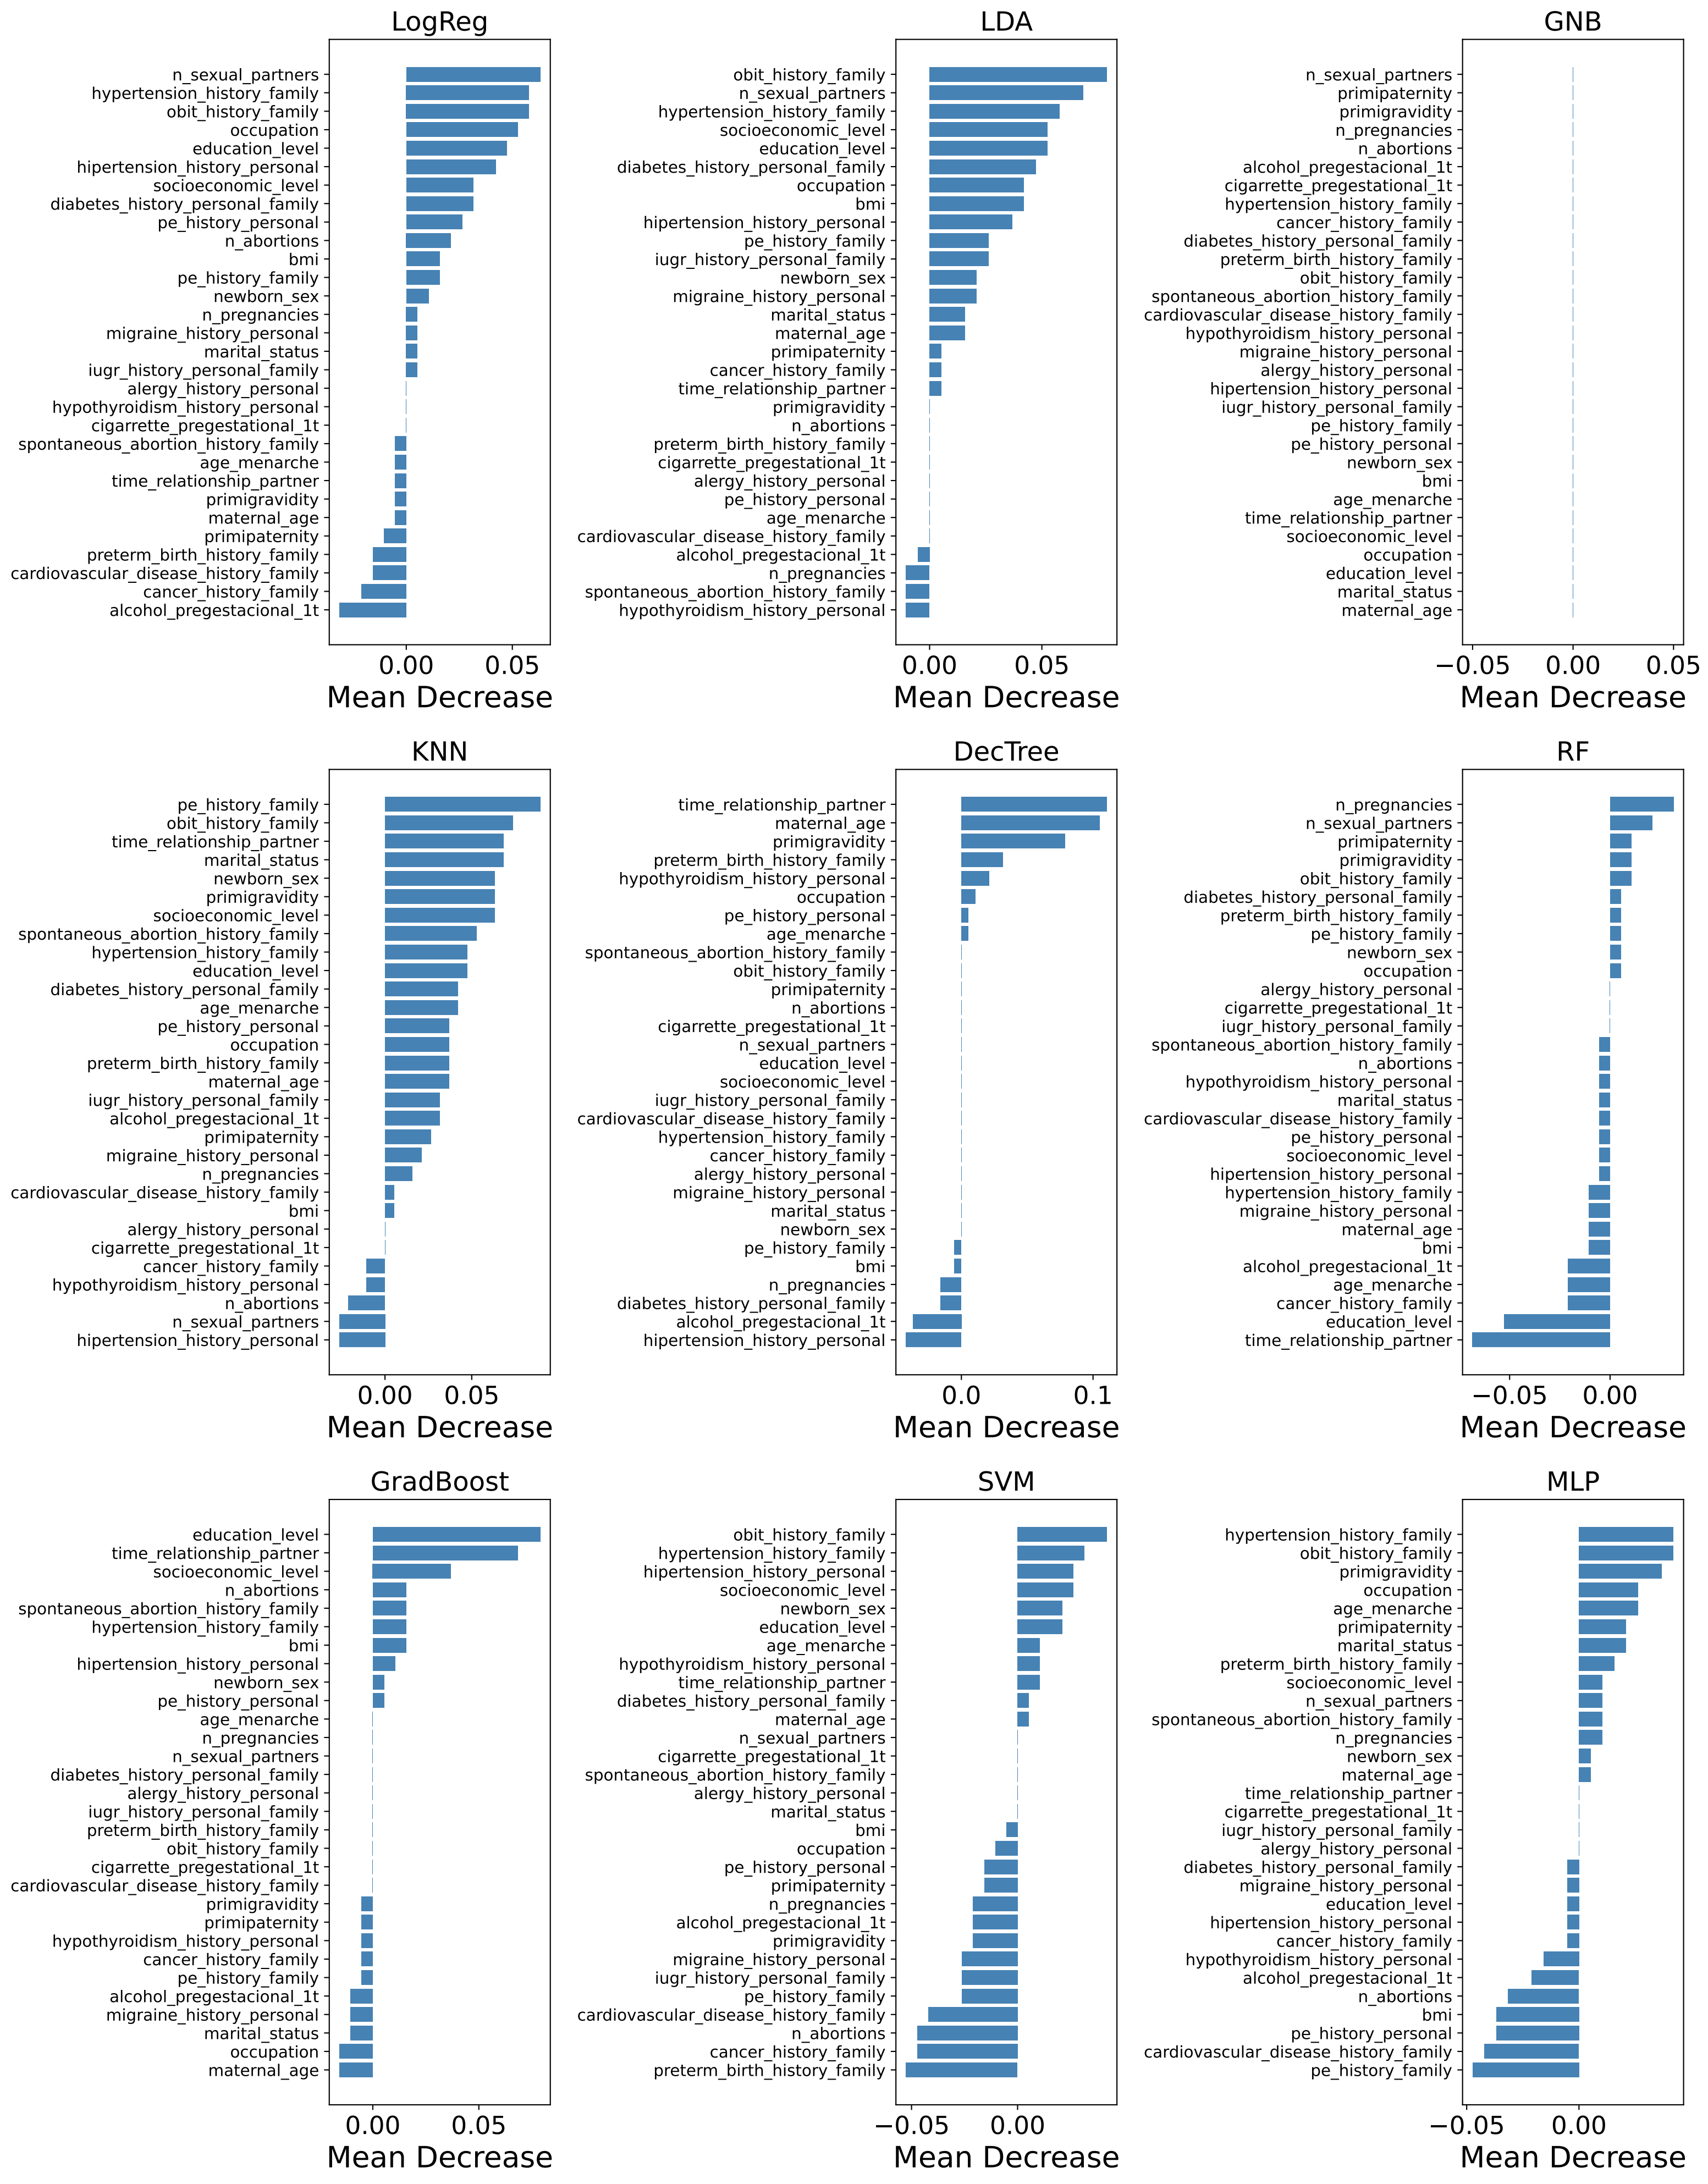 LogReg
n_sexual_partners
hypertension_history_family
obit_history_family
occupation
education_level
hipertension_history_personal
socioeconomic_level
diabetes_history_personal_family
pe_history_personal
n_abortions
bmi
pe_history_family
newborn_sex
n_pregnancies
migraine_history_personal
marital_status
iugr_history_personal_family
alergy_history_personal
hypothyroidism_history_personal
cigarrette_pregestational_1t
spontaneous_abortion_history_family
age_menarche
time_relationship_partner
primigravidity
maternal_age
primipaternity
preterm_birth_history_family
cardiovascular_disease_history_family
cancer_history_family
alcohol_pregestacional_1t
0.00 0.05
Mean Decrease
LDA
obit_history_family
n_sexual_partners
hypertension_history_family
socioeconomic_level
education_level
diabetes_history_personal_family
occupation
bmi
hipertension_history_personal
pe_history_family
iugr_history_personal_family
newborn_sex
migraine_history_personal
marital_status
maternal_age
primipaternity
cancer_history_family
time_relationship_partner
primigravidity
n_abortions
preterm_birth_history_family
cigarrette_pregestational_1t
alergy_history_personal
pe_history_personal
age_menarche
cardiovascular_disease_history_family
alcohol_pregestacional_1t
n_pregnancies
spontaneous_abortion_history_family
hypothyroidism_history_personal
0.00 0.05
Mean Decrease
GNB
n_sexual_partners
primipaternity
primigravidity
n_pregnancies
n_abortions
alcohol_pregestacional_1t
cigarrette_pregestational_1t
hypertension_history_family
cancer_history_family
diabetes_history_personal_family
preterm_birth_history_family
obit_history_family
spontaneous_abortion_history_family
cardiovascular_disease_history_family
hypothyroidism_history_personal
migraine_history_personal
alergy_history_personal
hipertension_history_personal
iugr_history_personal_family
pe_history_family
pe_history_personal
newborn_sex
bmi
age_menarche
time_relationship_partner
socioeconomic_level
occupation
education_level
marital_status
maternal_age
−0.05 0.00 0.05
Mean Decrease
KNN
pe_history_family
obit_history_family
time_relationship_partner
marital_status
newborn_sex
primigravidity
socioeconomic_level
spontaneous_abortion_history_family
hypertension_history_family
education_level
diabetes_history_personal_family
age_menarche
pe_history_personal
occupation
preterm_birth_history_family
maternal_age
iugr_history_personal_family
alcohol_pregestacional_1t
primipaternity
migraine_history_personal
n_pregnancies
cardiovascular_disease_history_family
bmi
alergy_history_personal
cigarrette_pregestational_1t
cancer_history_family
hypothyroidism_history_personal
n_abortions
n_sexual_partners
hipertension_history_personal
0.00 0.05
Mean Decrease
DecTree
time_relationship_partner
maternal_age
primigravidity
preterm_birth_history_family
hypothyroidism_history_personal
occupation
pe_history_personal
age_menarche
spontaneous_abortion_history_family
obit_history_family
primipaternity
n_abortions
cigarrette_pregestational_1t
n_sexual_partners
education_level
socioeconomic_level
iugr_history_personal_family
cardiovascular_disease_history_family
hypertension_history_family
cancer_history_family
alergy_history_personal
migraine_history_personal
marital_status
newborn_sex
pe_history_family
bmi
n_pregnancies
diabetes_history_personal_family
alcohol_pregestacional_1t
hipertension_history_personal
0.0 0.1
Mean Decrease
RF
n_pregnancies
n_sexual_partners
primipaternity
primigravidity
obit_history_family
diabetes_history_personal_family
preterm_birth_history_family
pe_history_family
newborn_sex
occupation
alergy_history_personal
cigarrette_pregestational_1t
iugr_history_personal_family
spontaneous_abortion_history_family
n_abortions
hypothyroidism_history_personal
marital_status
cardiovascular_disease_history_family
pe_history_personal
socioeconomic_level
hipertension_history_personal
hypertension_history_family
migraine_history_personal
maternal_age
bmi
alcohol_pregestacional_1t
age_menarche
cancer_history_family
education_level
time_relationship_partner
−0.05 0.00
Mean Decrease
GradBoost
education_level
time_relationship_partner
socioeconomic_level
n_abortions
spontaneous_abortion_history_family
hypertension_history_family
bmi
hipertension_history_personal
newborn_sex
pe_history_personal
age_menarche
n_pregnancies
n_sexual_partners
diabetes_history_personal_family
alergy_history_personal
iugr_history_personal_family
preterm_birth_history_family
obit_history_family
cigarrette_pregestational_1t
cardiovascular_disease_history_family
primigravidity
primipaternity
hypothyroidism_history_personal
cancer_history_family
pe_history_family
alcohol_pregestacional_1t
migraine_history_personal
marital_status
occupation
maternal_age
0.00 0.05
Mean Decrease
SVM
obit_history_family
hypertension_history_family
hipertension_history_personal
socioeconomic_level
newborn_sex
education_level
age_menarche
hypothyroidism_history_personal
time_relationship_partner
diabetes_history_personal_family
maternal_age
n_sexual_partners
cigarrette_pregestational_1t
spontaneous_abortion_history_family
alergy_history_personal
marital_status
bmi
occupation
pe_history_personal
primipaternity
n_pregnancies
alcohol_pregestacional_1t
primigravidity
migraine_history_personal
iugr_history_personal_family
pe_history_family
cardiovascular_disease_history_family
n_abortions
cancer_history_family
preterm_birth_history_family
−0.05 0.00
Mean Decrease
MLP
hypertension_history_family
obit_history_family
primigravidity
occupation
age_menarche
primipaternity
marital_status
preterm_birth_history_family
socioeconomic_level
n_sexual_partners
spontaneous_abortion_history_family
n_pregnancies
newborn_sex
maternal_age
time_relationship_partner
cigarrette_pregestational_1t
iugr_history_personal_family
alergy_history_personal
diabetes_history_personal_family
migraine_history_personal
education_level
hipertension_history_personal
cancer_history_family
hypothyroidism_history_personal
alcohol_pregestacional_1t
n_abortions
bmi
pe_history_personal
cardiovascular_disease_history_family
pe_history_family
−0.05 0.00
Mean Decrease